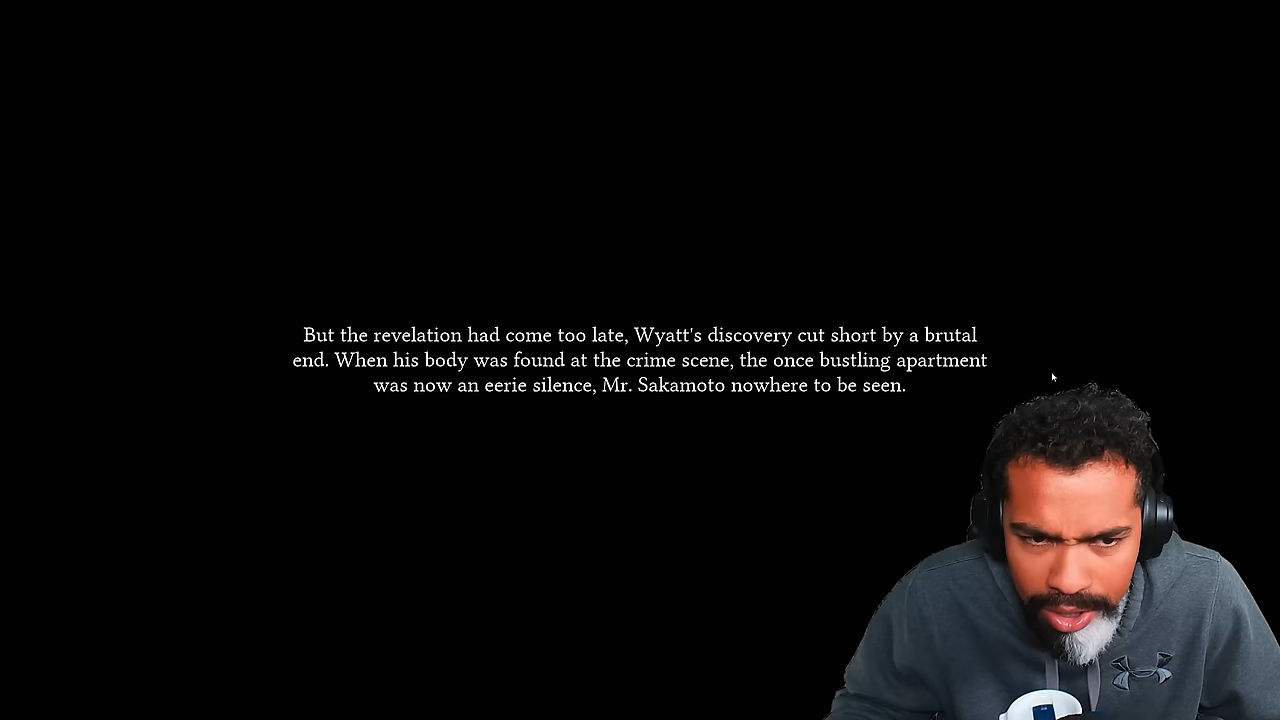 But the revelation had come too late, Wyatt's discovery cut short by a brutal
end. When his body was found at the crime scene, the once bustling apartment
was now an eerie silence, Mr. Sakamoto nowhere to be seen.